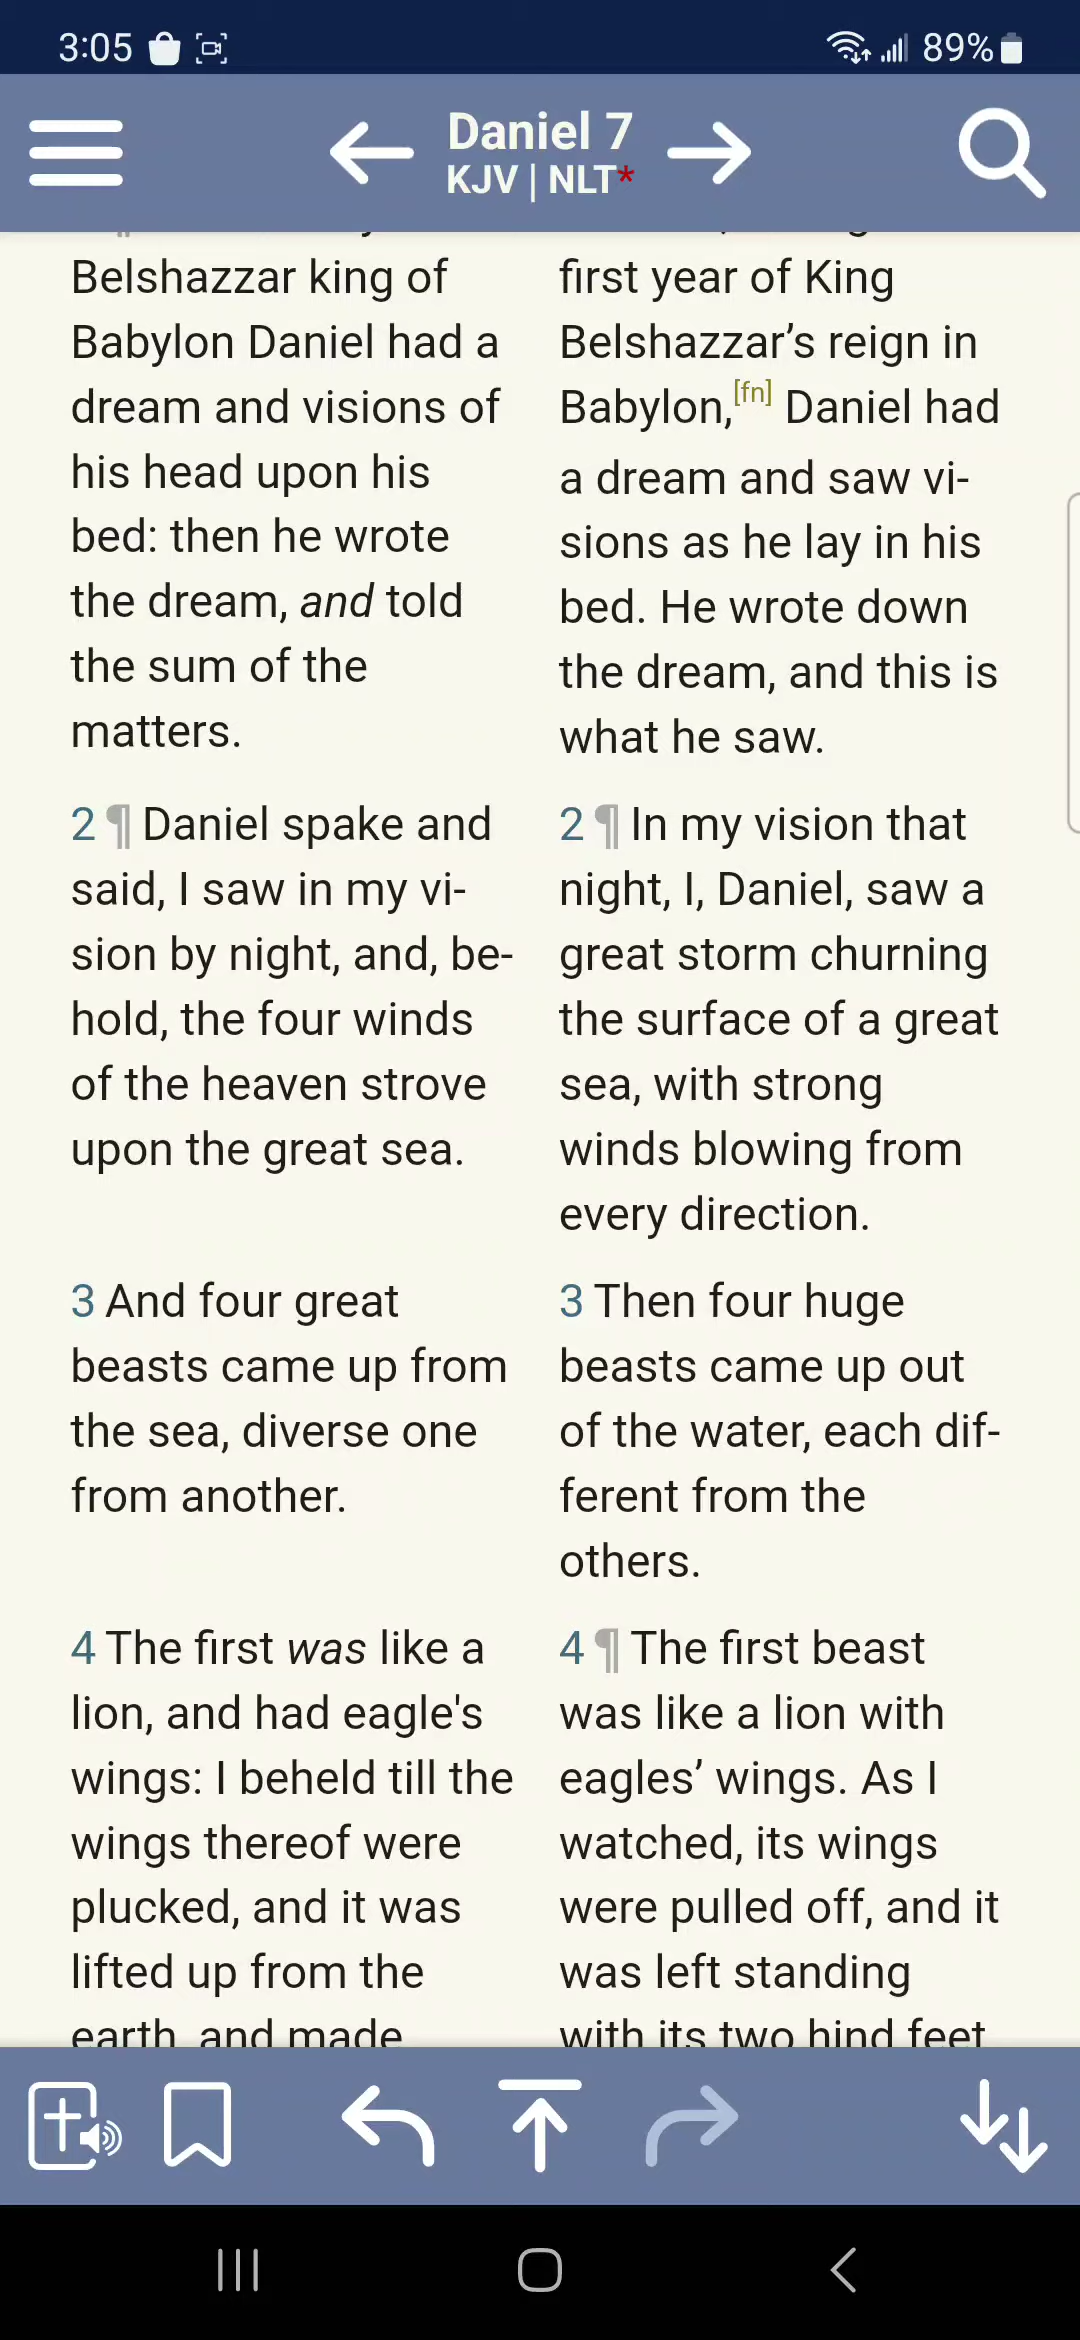 3:05
89%
Daniel 7
KJV | NLT*
Belshazzar king of
Babylon Daniel had a
dream and visions of
his head upon his
bed: then he wrote
the dream, and told
the sum of the
matters.
2 ¶ Daniel spake and
said, I saw in my vi-
sion by night, and, be-
hold, the four winds
of the heaven strove
upon the great sea.
3 And four great
beasts came up from
the sea, diverse one
from another.
4 The first was like a
lion, and had eagle's
wings: I beheld till the
wings thereof were
plucked, and it was
lifted up from the
earth, and made
first year of King
Belshazzar’s reign in
Babylon,[fn] Daniel had
a dream and saw vi-
sions as he lay in his
bed. He wrote down
the dream, and this is
what he saw.
2 ¶ In my vision that
night, I, Daniel, saw a
great storm churning
the surface of a great
sea, with strong
winds blowing from
every direction.
3 Then four huge
beasts came up out
of the water, each dif-
ferent from the
others.
4 ¶ The first beast
was like a lion with
eagles’ wings. As I
watched, its wings
were pulled off, and it
was left standing
with its two hind feet